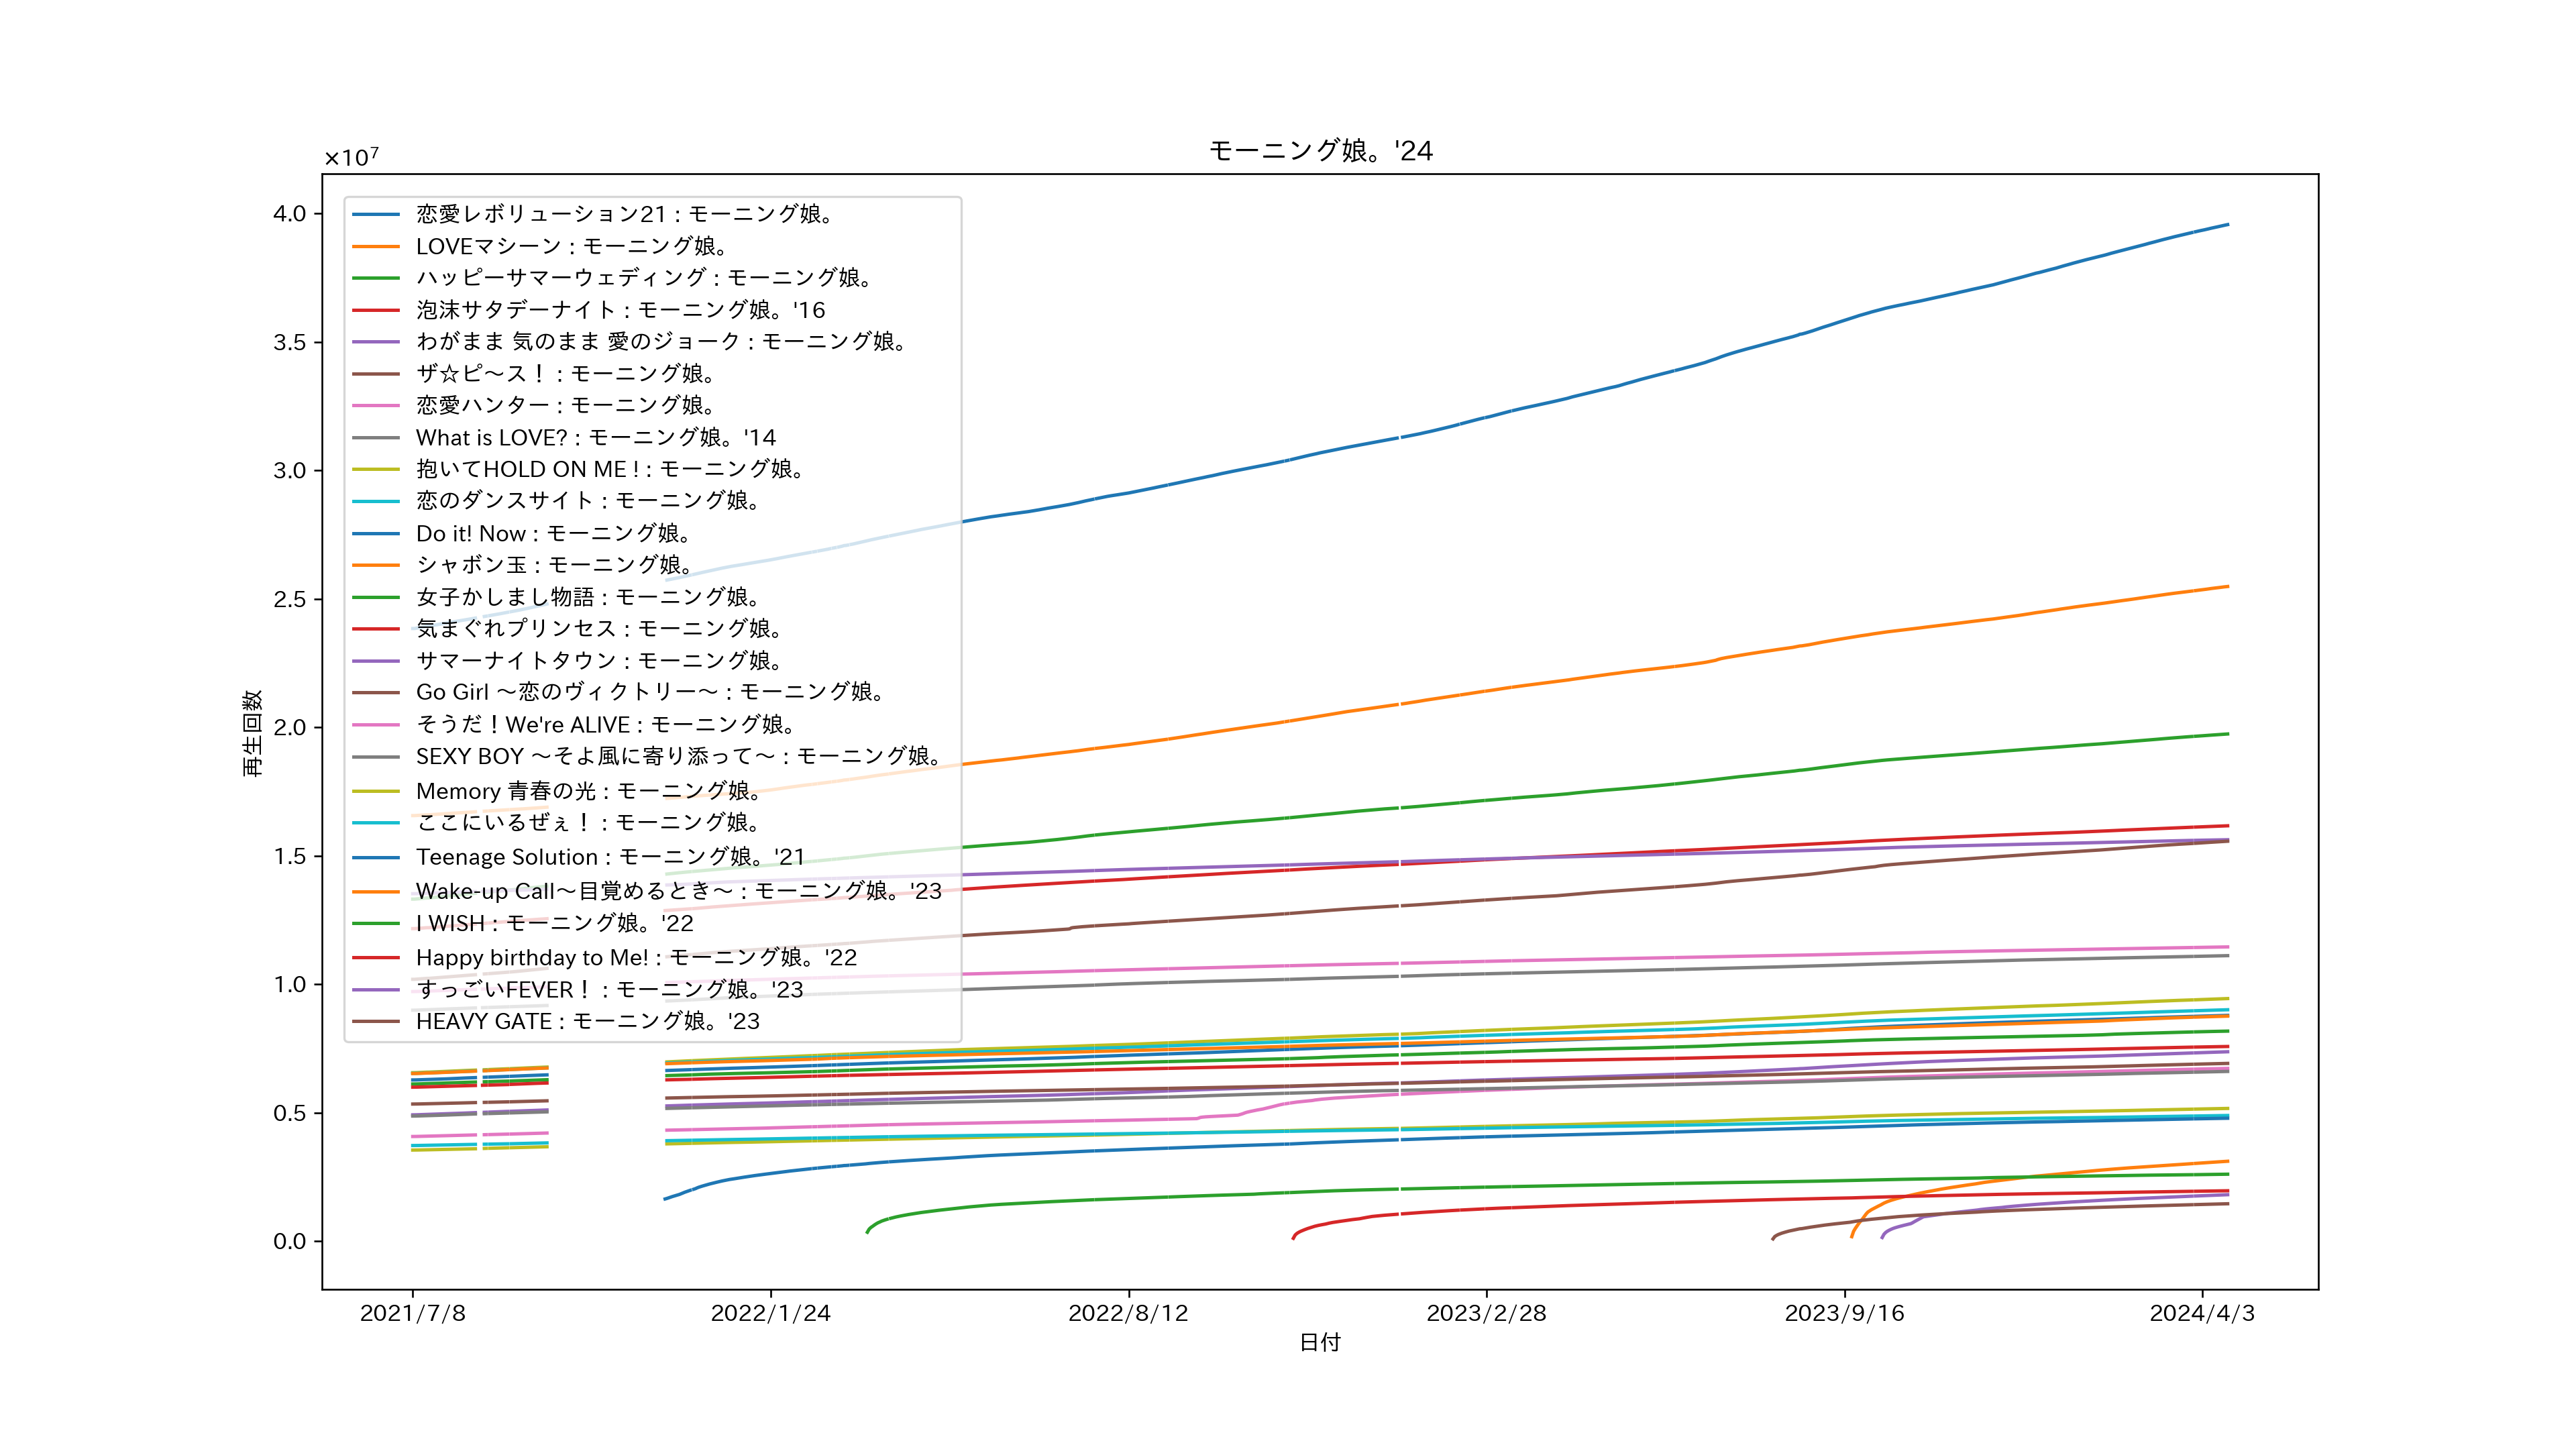 モーニング娘。'24
×10⁷
4.0
3.5
3.0
2.5
2.0
1.5
1.0
0.5
0.0
再生回数
恋愛レボリューション21 : モーニング娘。
LOVEマシーン : モーニング娘。
ハッピーサマーウェディング : モーニング娘。
泡沫サタデーナイト : モーニング娘。'16
わがまま 気のまま 愛のジョーク : モーニング娘。
ザ☆ピ～ス！ : モーニング娘。
恋愛ハンター : モーニング娘。
What is LOVE? : モーニング娘。'14
抱いてHOLD ON ME ! : モーニング娘。
恋のダンスサイト : モーニング娘。
Do it! Now : モーニング娘。
シャボン玉 : モーニング娘。
女子かしまし物語 : モーニング娘。
気まぐれプリンセス : モーニング娘。
サマーナイトタウン : モーニング娘。
Go Girl ～恋のヴィクトリー～ : モーニング娘。
そうだ！We're ALIVE : モーニング娘。
SEXY BOY ～そよ風に寄り添って～ : モーニング娘。
Memory 青春の光 : モーニング娘。
ここにいるぜぇ！ : モーニング娘。
Teenage Solution : モーニング娘。'21
Wake-up Call～目覚めるとき～ : モーニング娘。'23
I WISH : モーニング娘。'22
Happy birthday to Me! : モーニング娘。'22
すっごいFEVER！ : モーニング娘。'23
HEAVY GATE : モーニング娘。'23
2021/7/8 2022/1/24 2022/8/12 2023/2/28 2023/9/16 2024/4/3
日付